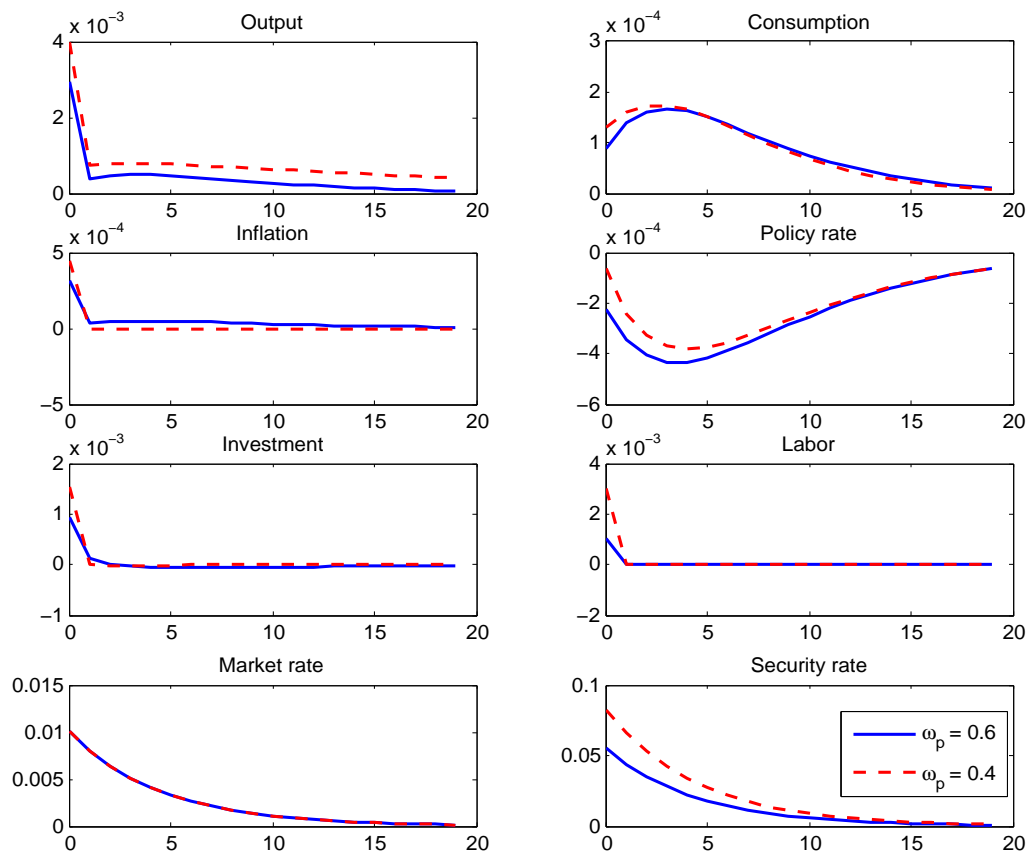 x 10⁻³
Output
4
2
0
0 5 10 15 20
x 10⁻⁴
Consumption
3
2
1
0
0 5 10 15 20
x 10⁻⁴
Inflation
5
0
−5
0 5 10 15 20
x 10⁻⁴
Policy rate
0
−2
−4
−6
0 5 10 15 20
x 10⁻³
Investment
2
1
0
−1
0 5 10 15 20
x 10⁻³
Labor
4
2
0
−2
0 5 10 15 20
Market rate
0.015
0.01
0.005
0
0 5 10 15 20
Security rate
0.1
0.05
0
0 5 10 15 20
ω_p = 0.6
ω_p = 0.4